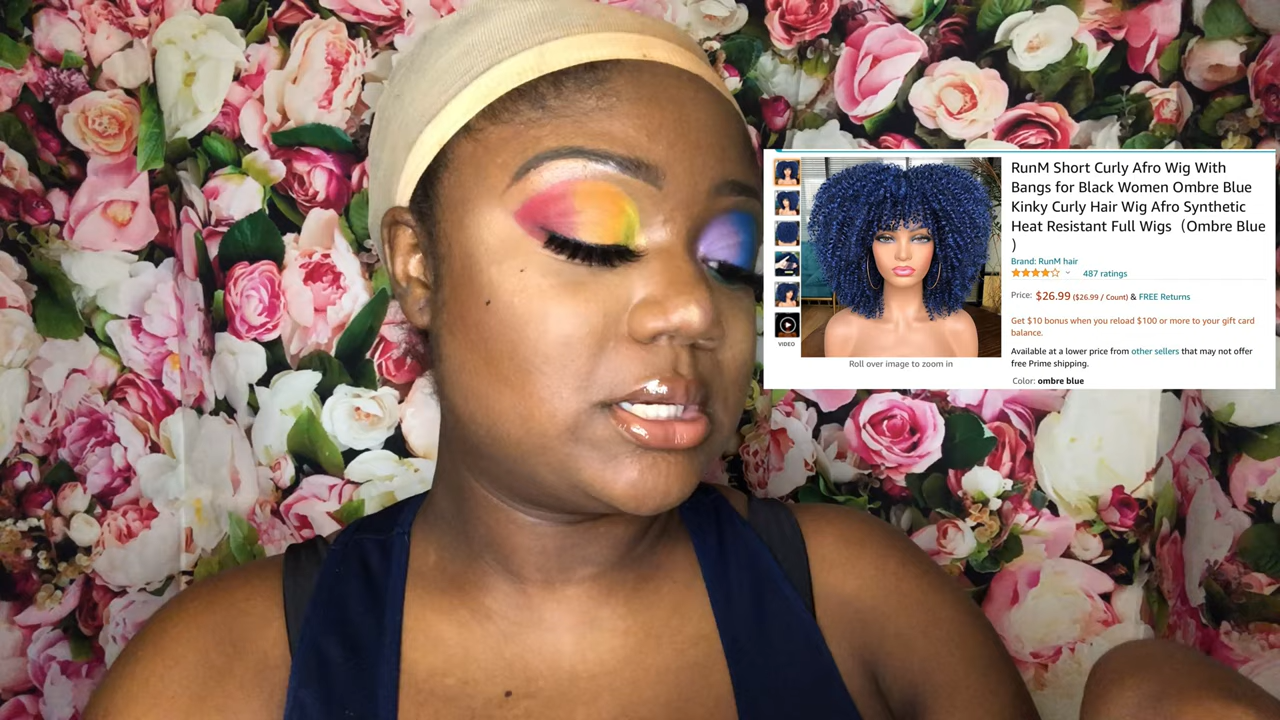 RunM Short Curly Afro Wig With
Bangs for Black Women Ombre Blue
Kinky Curly Hair Wig Afro Synthetic
Heat Resistant Full Wigs（Ombre Blue
)
Brand: RunM hair
487 ratings
Price: $26.99 ($26.99 / Count) & FREE Returns
Get $10 bonus when you reload $100 or more to your gift card
balance.
Available at a lower price from other sellers that may not offer
free Prime shipping.
Color: ombre blue
VIDEO
Roll over image to zoom in